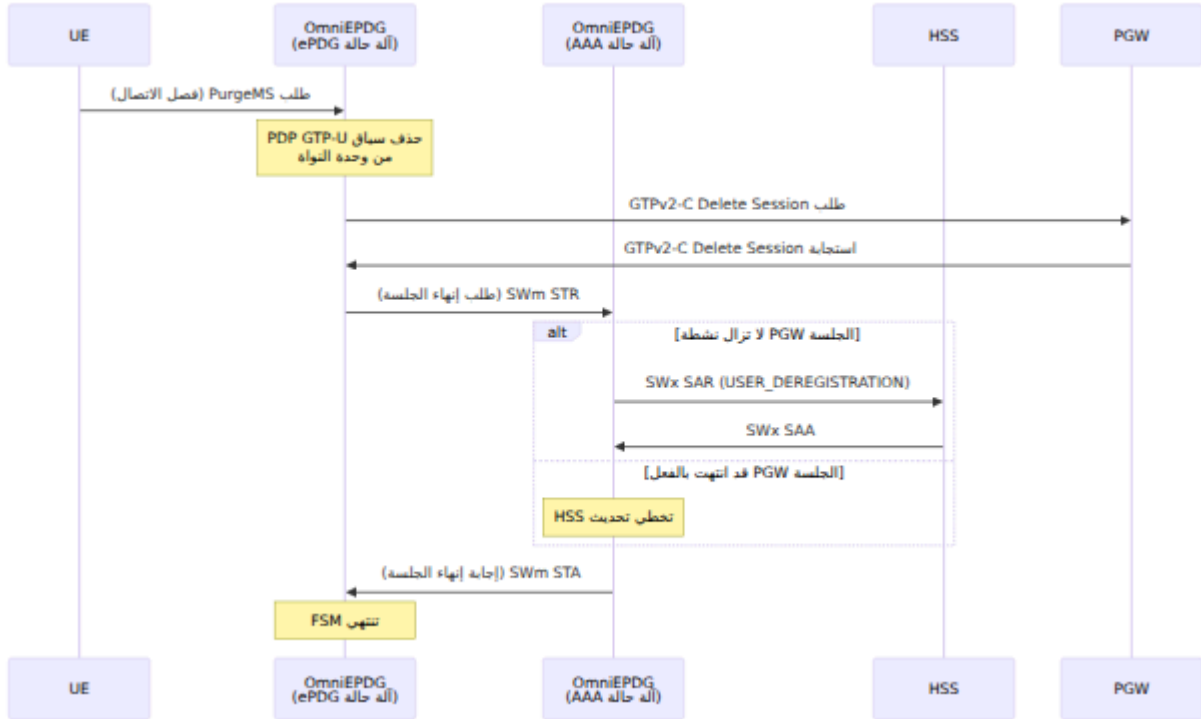 UE
OmniEPDG
(آلة حالة ePDG)
OmniEPDG
(آلة حالة AAA)
HSS
PGW
طلب PurgeMS (فصل الاتصال)
حذف سياق PDP GTP-U
من وحدة النواة
طلب GTPv2-C Delete Session
استجابة GTPv2-C Delete Session
SWm STR (طلب إنهاء الجلسة)
alt
[الجلسة PGW لا تزال نشطة]
SWx SAR (USER_DEREGISTRATION)
SWx SAA
[الجلسة PGW قد انتهت بالفعل]
تخطي تحديث HSS
SWm STA (إجابة إنهاء الجلسة)
تنتهي FSM
UE
OmniEPDG
(آلة حالة ePDG)
OmniEPDG
(آلة حالة AAA)
HSS
PGW